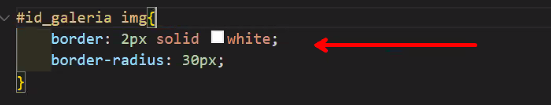 #id_galeria img{
border: 2px solid white;
border-radius: 30px;
}